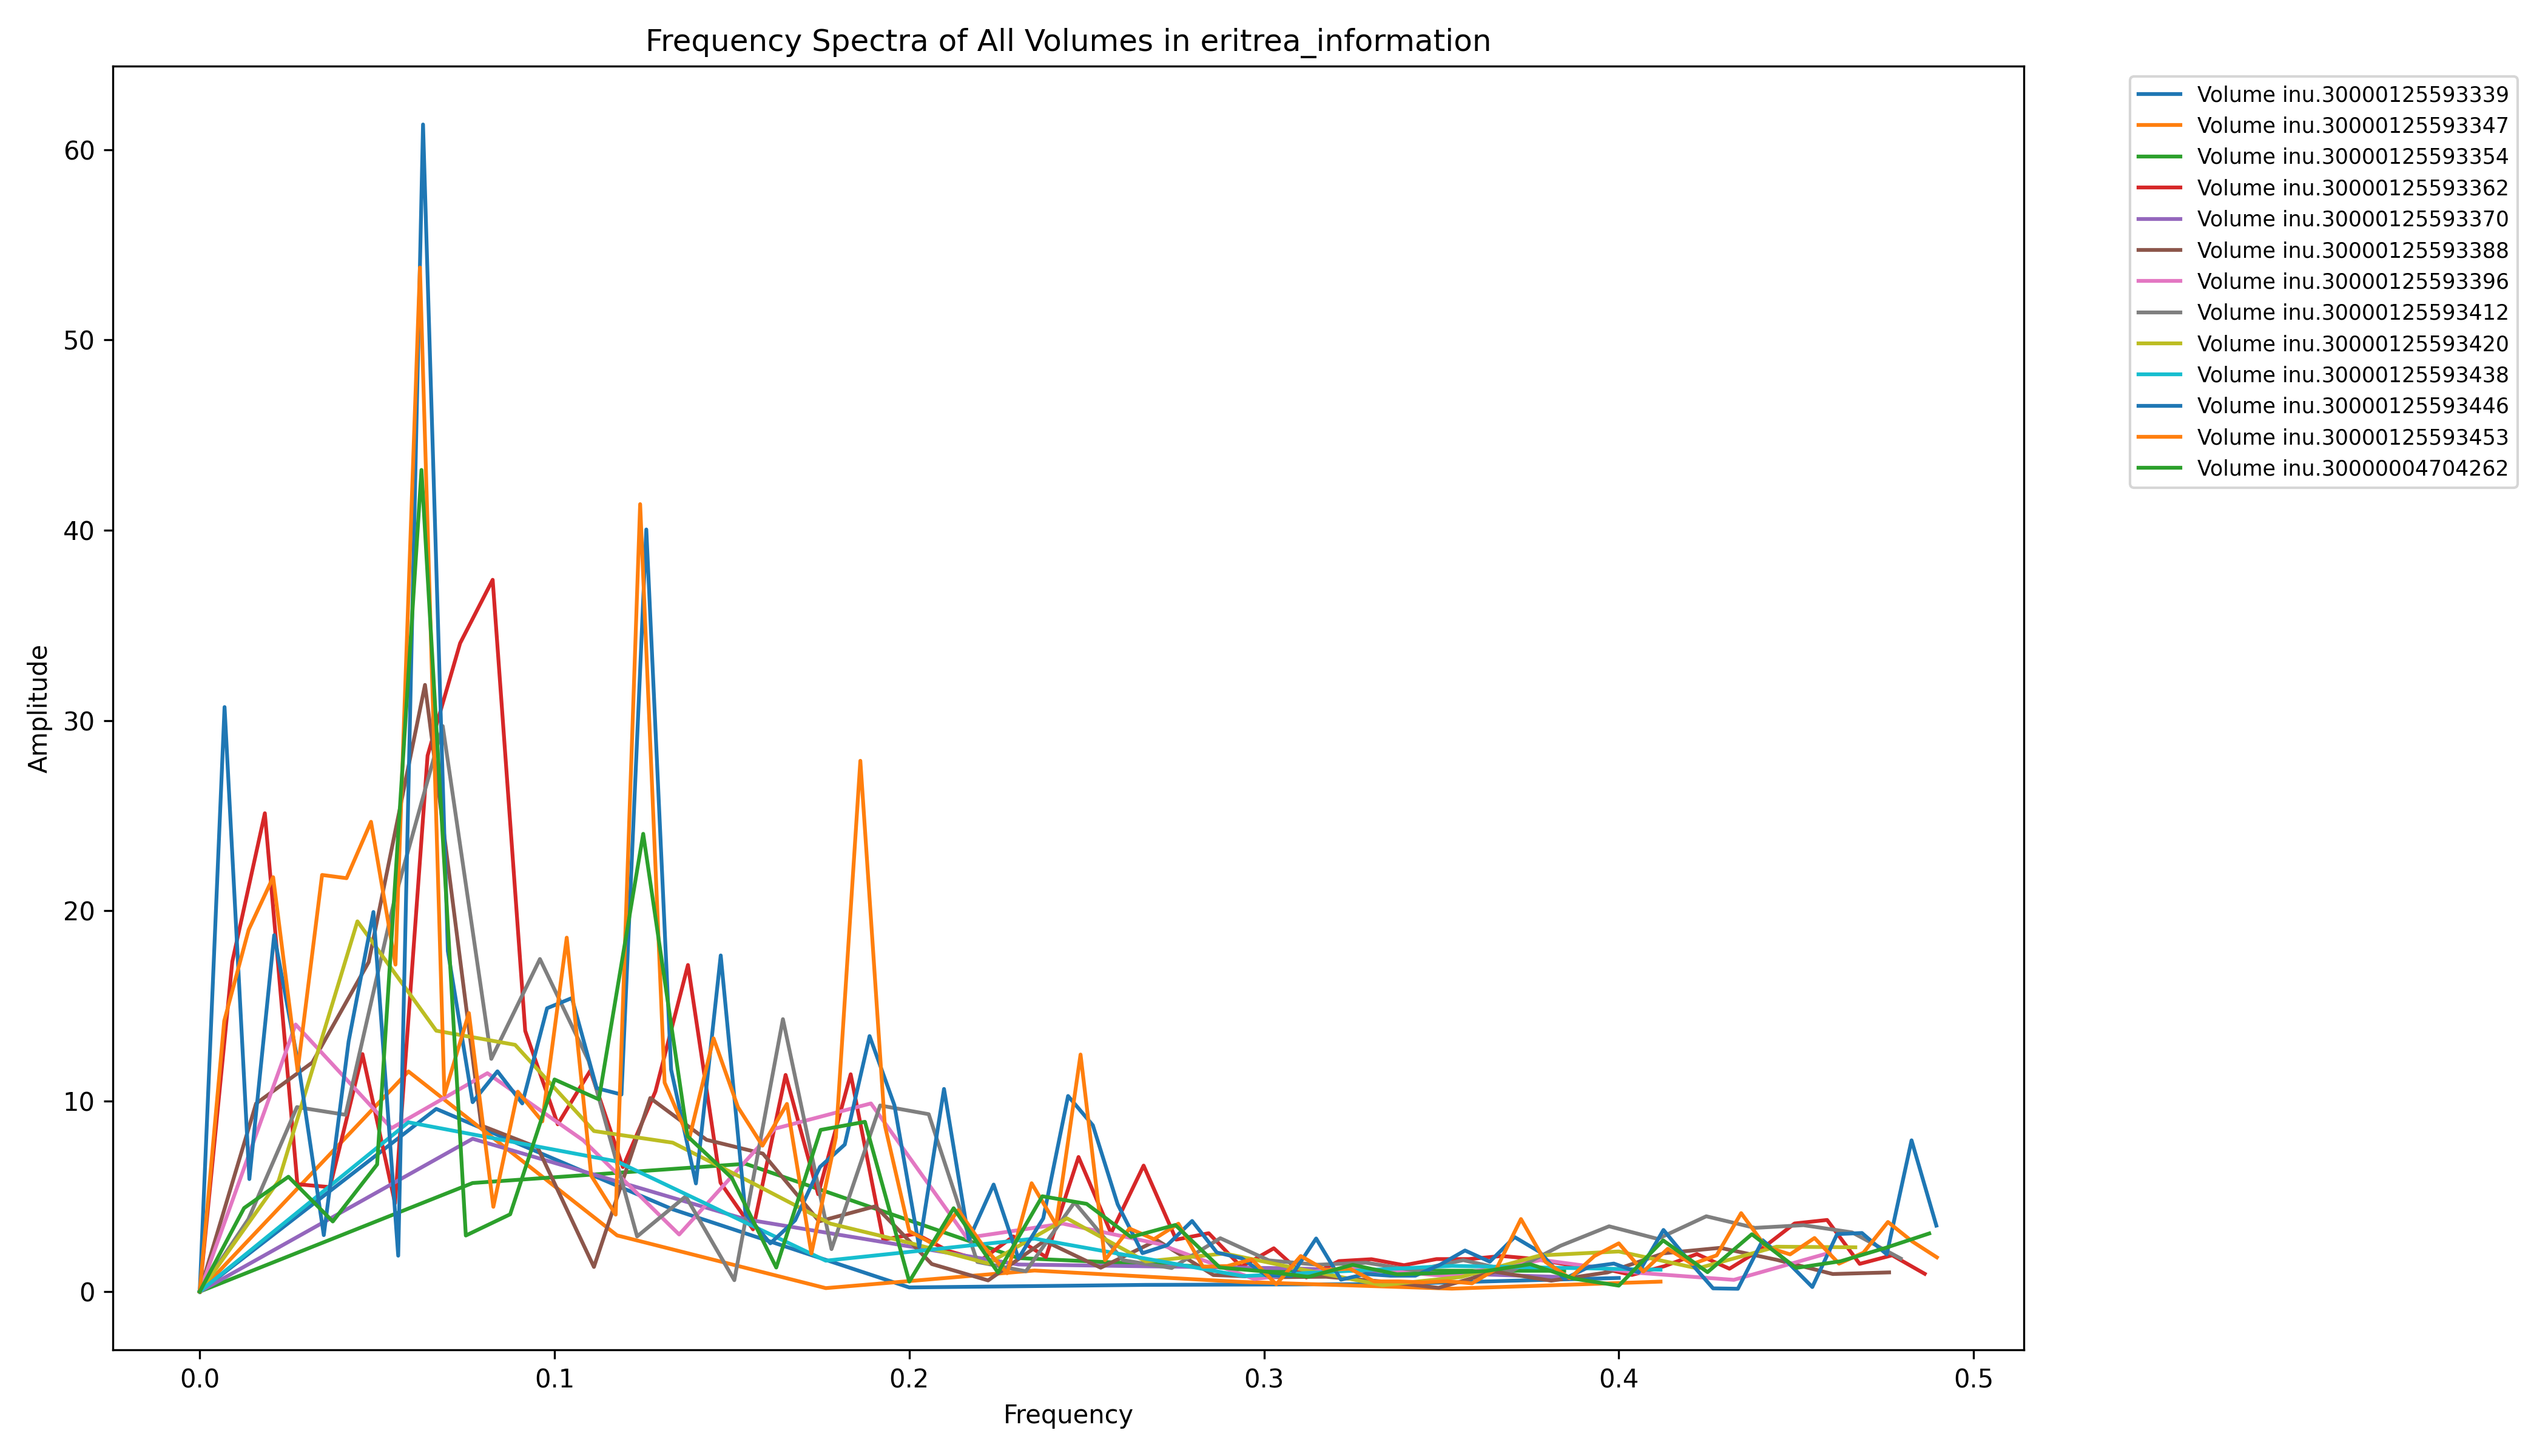 Frequency Spectra of All Volumes in eritrea_information
Amplitude
60
50
40
30
20
10
0
0.0 0.1 0.2 0.3 0.4 0.5
Frequency
Volume inu.30000125593339
Volume inu.30000125593347
Volume inu.30000125593354
Volume inu.30000125593362
Volume inu.30000125593370
Volume inu.30000125593388
Volume inu.30000125593396
Volume inu.30000125593412
Volume inu.30000125593420
Volume inu.30000125593438
Volume inu.30000125593446
Volume inu.30000125593453
Volume inu.30000004704262